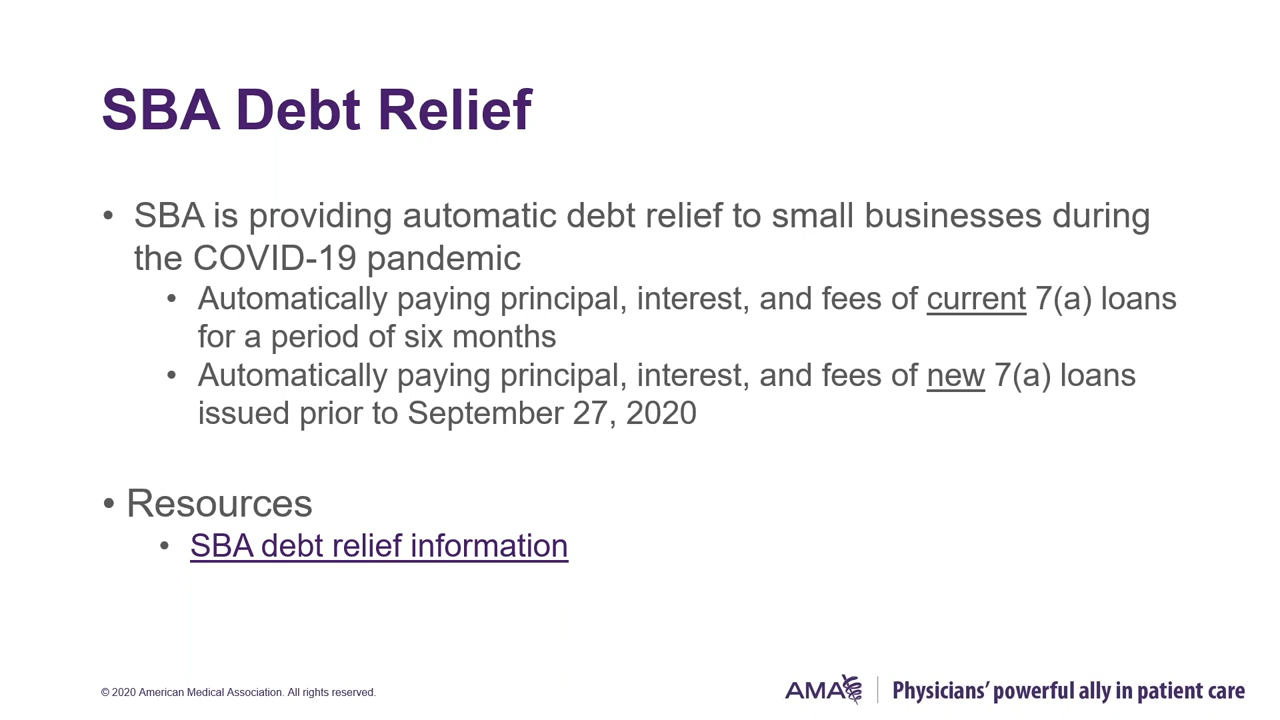 SBA Debt Relief
• SBA is providing automatic debt relief to small businesses during
the COVID-19 pandemic
• Automatically paying principal, interest, and fees of current 7(a) loans
for a period of six months
• Automatically paying principal, interest, and fees of new 7(a) loans
issued prior to September 27, 2020
• Resources
• SBA debt relief information
© 2020 American Medical Association. All rights reserved.
AMA | Physicians’ powerful ally in patient care